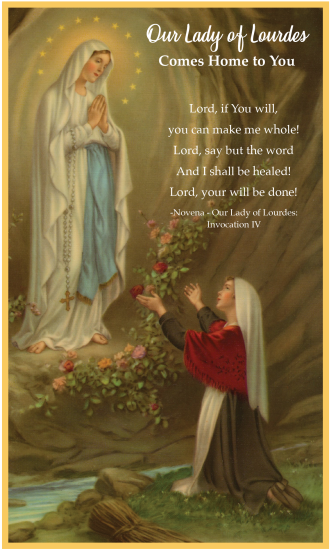 Our Lady of Lourdes
Comes Home to You
Lord, if You will,
you can make me whole!
Lord, say but the word
And I shall be healed!
Lord, your will be done!
-Novena - Our Lady of Lourdes:
Invocation IV